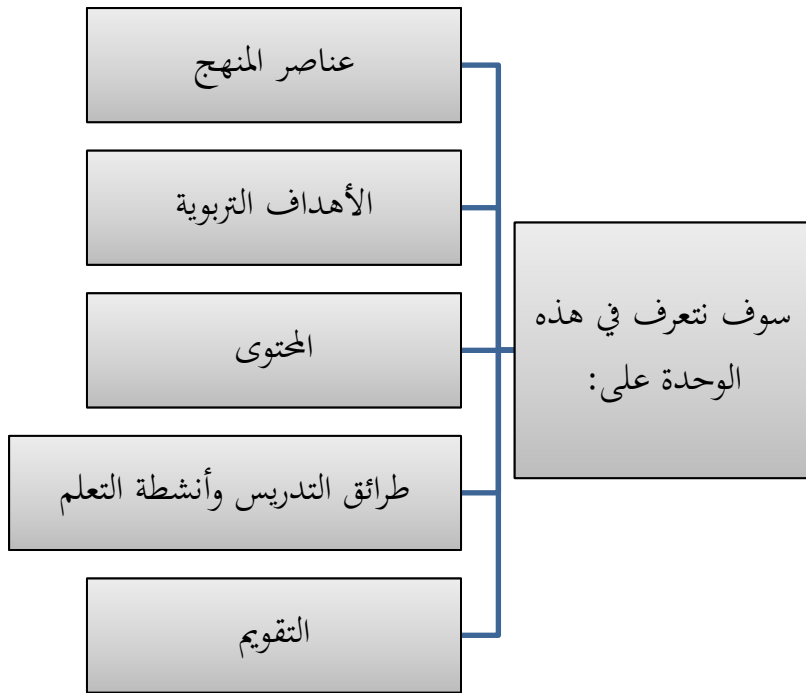 سوف نتعرف في هذه
الوحدة على:
عناصر المنهج
الأهداف التربوية
المحتوى
طرائق التدريس وأنشطة التعلم
التقويم